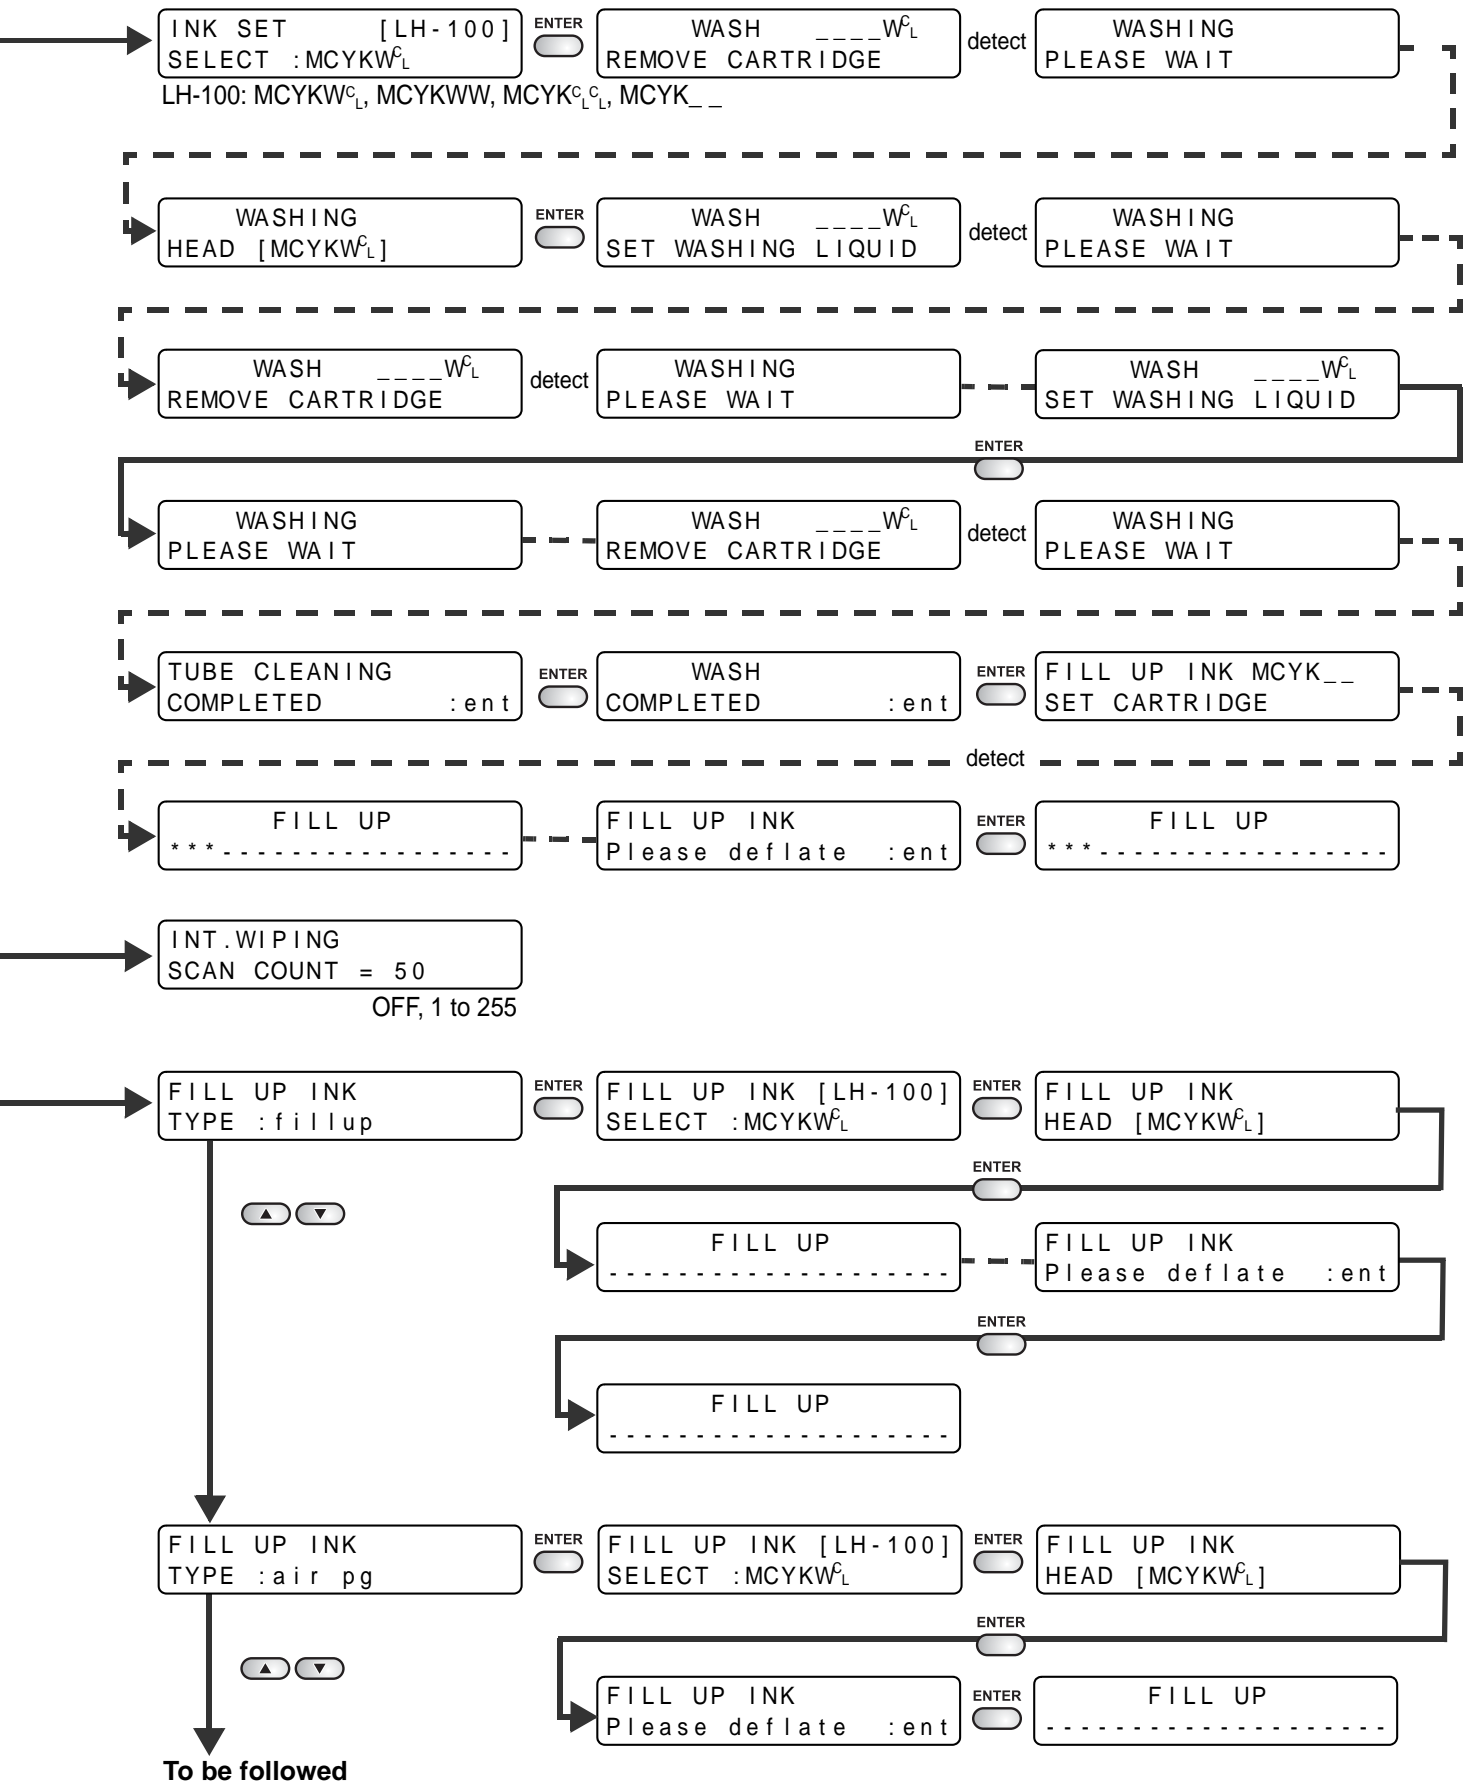 INK SET [LH-100]
SELECT :MCYKWCL
ENTER
WASH ____WCL
REMOVE CARTRIDGE
detect
WASHING
PLEASE WAIT
LH-100: MCYKWCL, MCYKWW, MCYKCLCL, MCYK_ _
WASHING
HEAD [MCYKWCL]
ENTER
WASH ____WCL
SET WASHING LIQUID
detect
WASHING
PLEASE WAIT
WASH ____WCL
REMOVE CARTRIDGE
detect
WASHING
PLEASE WAIT
WASH ____WCL
SET WASHING LIQUID
ENTER
WASHING
PLEASE WAIT
WASH ____WCL
REMOVE CARTRIDGE
detect
WASHING
PLEASE WAIT
TUBE CLEANING
COMPLETED :ent
ENTER
WASH
COMPLETED :ent
ENTER
FILL UP INK MCYK__
SET CARTRIDGE
detect
FILL UP
***-----------------
FILL UP INK
Please deflate :ent
ENTER
FILL UP
***-----------------
INT.WIPING
SCAN COUNT = 50
OFF, 1 to 255
FILL UP INK
TYPE :fillup
ENTER
FILL UP INK [LH-100]
SELECT :MCYKWCL
ENTER
FILL UP INK
HEAD [MCYKWCL]
ENTER
FILL UP
--------------------
FILL UP INK
Please deflate :ent
ENTER
FILL UP
--------------------
FILL UP INK
TYPE :air pg
ENTER
FILL UP INK [LH-100]
SELECT :MCYKWCL
ENTER
FILL UP INK
HEAD [MCYKWCL]
ENTER
FILL UP INK
Please deflate :ent
ENTER
FILL UP
--------------------
To be followed